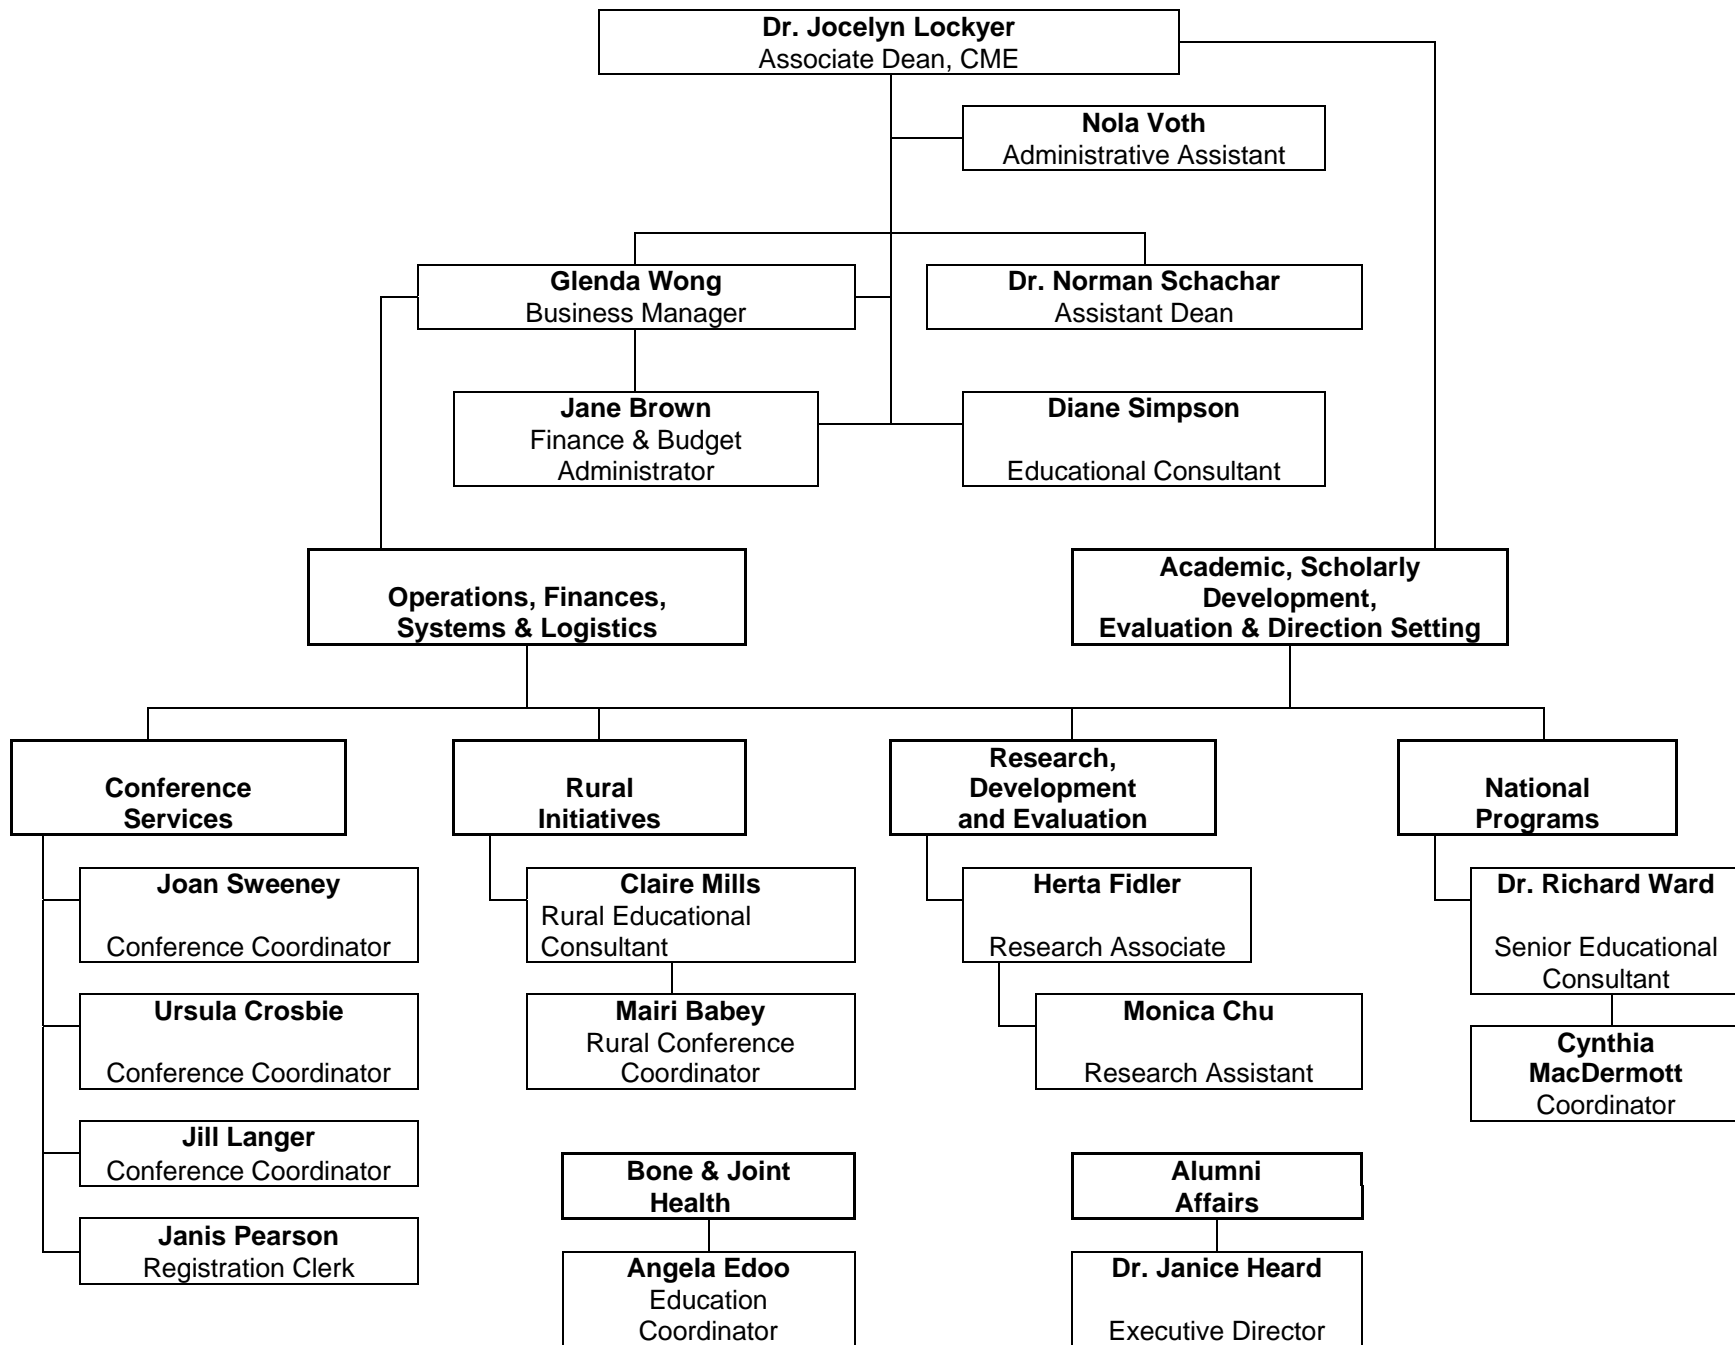 Dr. Jocelyn Lockyer
Associate Dean, CME
Nola Voth
Administrative Assistant
Glenda Wong
Business Manager
Dr. Norman Schachar
Assistant Dean
Jane Brown
Finance & Budget
Administrator
Diane Simpson
Educational Consultant
Operations, Finances,
Systems & Logistics
Academic, Scholarly
Development,
Evaluation & Direction Setting
Conference
Services
Rural
Initiatives
Research,
Development
and Evaluation
National
Programs
Joan Sweeney
Conference Coordinator
Ursula Crosbie
Conference Coordinator
Jill Langer
Conference Coordinator
Janis Pearson
Registration Clerk
Claire Mills
Rural Educational
Consultant
Mairi Babey
Rural Conference
Coordinator
Bone & Joint
Health
Angela Edoo
Education
Coordinator
Herta Fidler
Research Associate
Monica Chu
Research Assistant
Alumni
Affairs
Dr. Janice Heard
Executive Director
Dr. Richard Ward
Senior Educational
Consultant
Cynthia
MacDermott
Coordinator